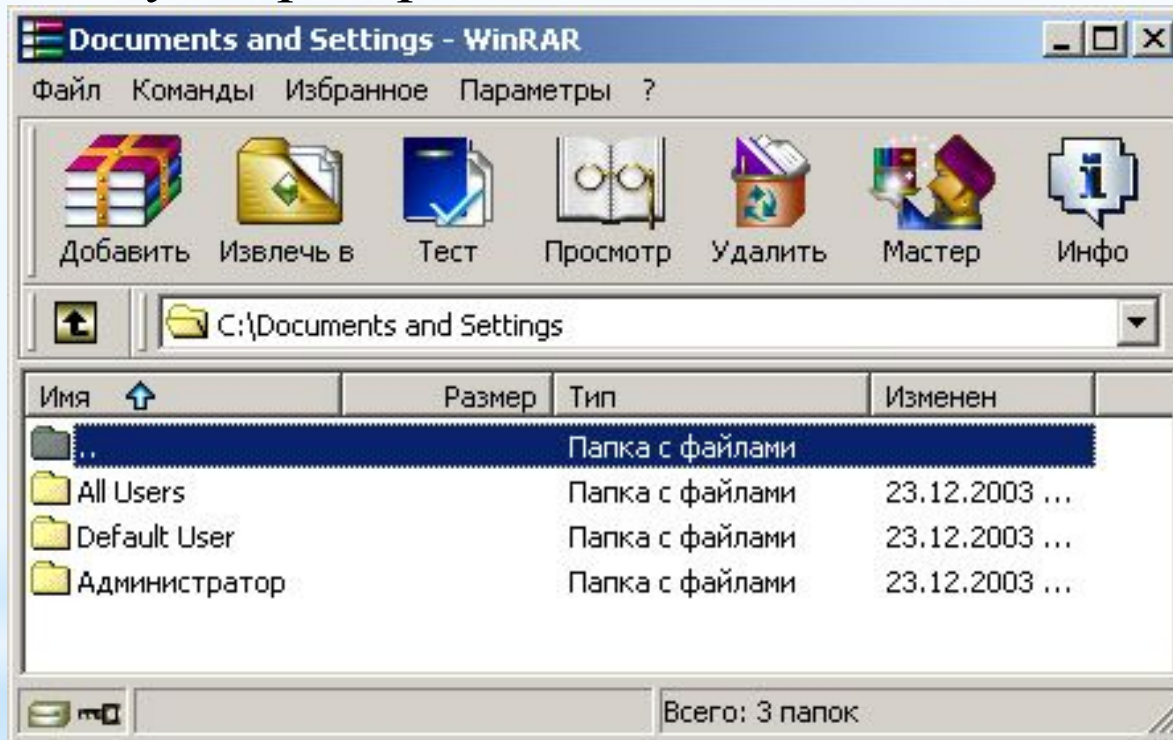 Documents and Settings - WinRAR
Файл Команды Избранное Параметры ?
Добавить Извлечь в Тест Просмотр Удалить Мастер Инфо
C:\Documents and Settings
Имя Размер Тип Изменен
.. Папка с файлами
All Users Папка с файлами 23.12.2003 ...
Default User Папка с файлами 23.12.2003 ...
Администратор Папка с файлами 23.12.2003 ...
Всего: 3 папок